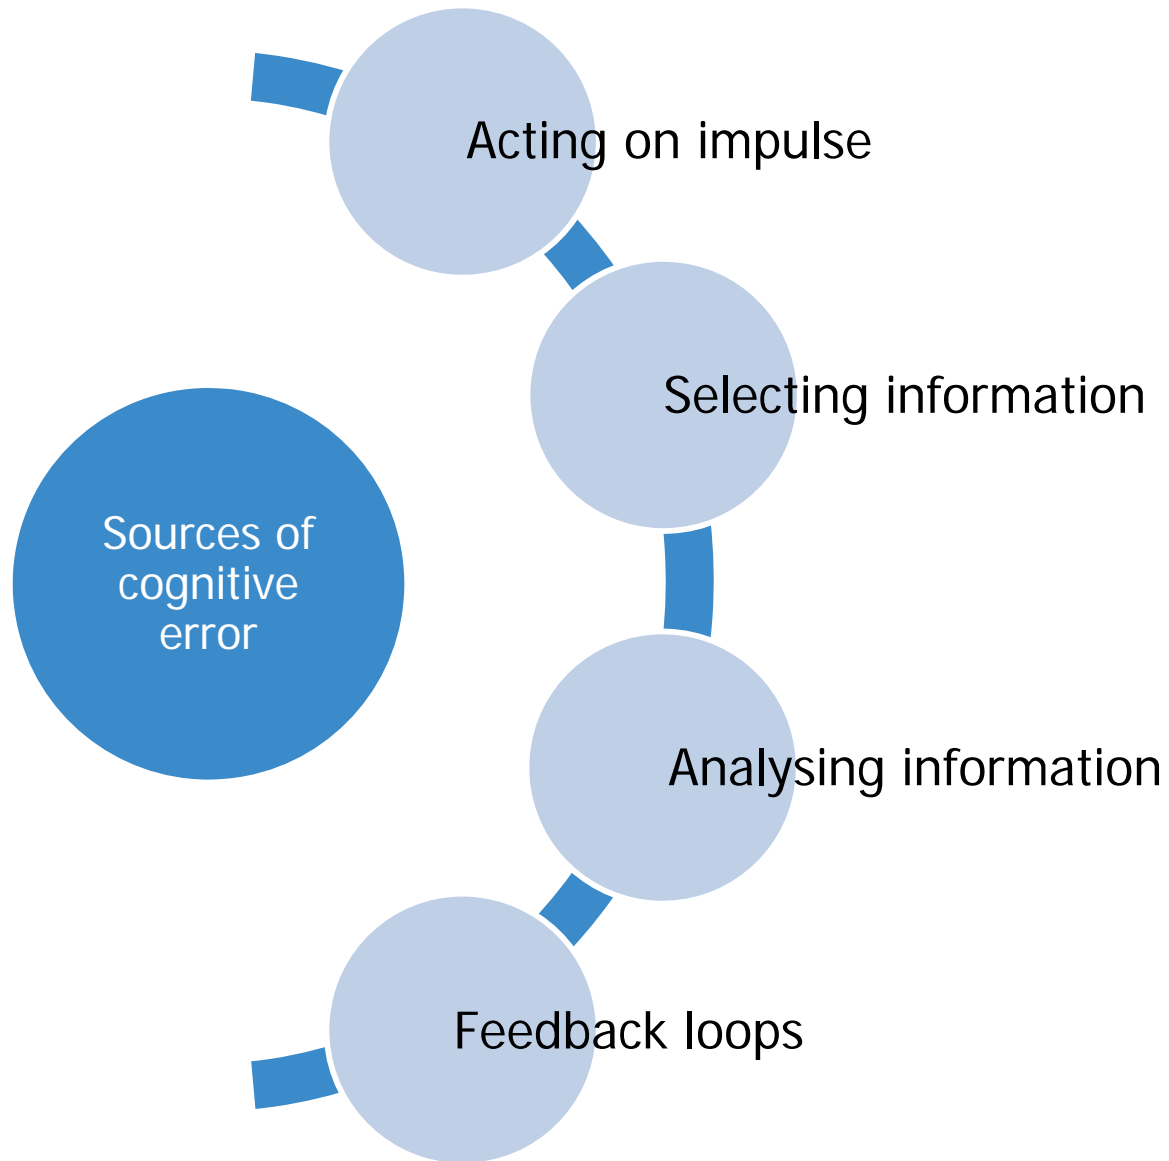 Acting on impulse
Selecting information
Sources of
cognitive
error
Analysing information
Feedback loops